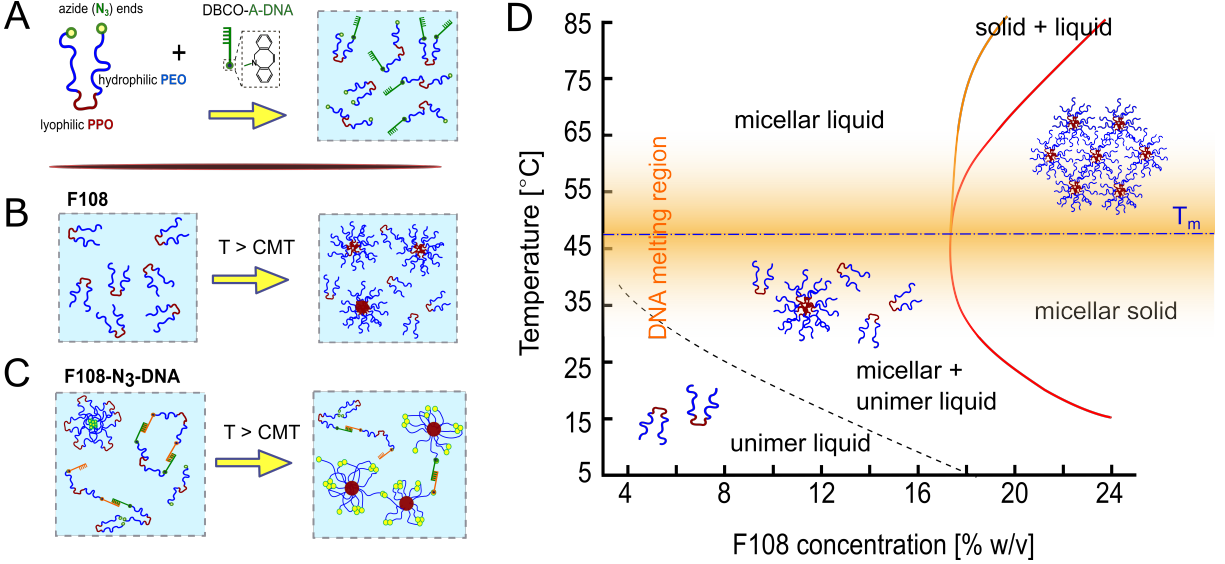 A
azide (N3) ends
DBCO-A-DNA
+
N
hydrophilic PEO
lyophilic PPO
B
F108
T > CMT
C
F108-N3-DNA
T > CMT
D
solid + liquid
micellar liquid
DNA melting region
Tm
micellar solid
micellar +
unimer liquid
unimer liquid
Temperature [°C]
85
75
65
55
45
35
25
15
5
4
8
12
16
20
24
F108 concentration [% w/v]